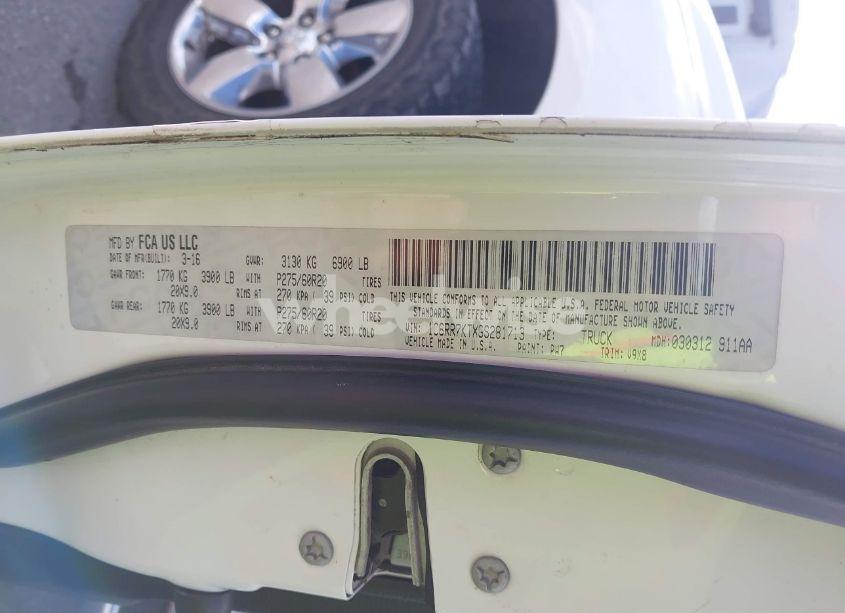 MFD BY FCA US LLC
DATE OF MFR(BUILT): 3-16 GVWR: 3130 KG 6900 LB
GAWR FRONT: 1770 KG 3900 LB WITH P275/60R20 TIRES
20X9.0 RIMS AT 270 KPA ( 39 PSI) COLD
GAWR REAR: 1770 KG 3900 LB WITH P275/60R20 TIRES
20X9.0 RIMS AT 270 KPA ( 39 PSI) COLD
THIS VEHICLE CONFORMS TO ALL APPLICABLE U.S.A. FEDERAL MOTOR VEHICLE SAFETY
STANDARDS IN EFFECT ON THE DATE OF MANUFACTURE SHOWN ABOVE.
VIN: 1C6RR7KTXGS281713 TYPE: TRUCK MDH: 030312 911AA
VEHICLE MADE IN U.S.A. PAINT: PW7 TRIM: V9X8